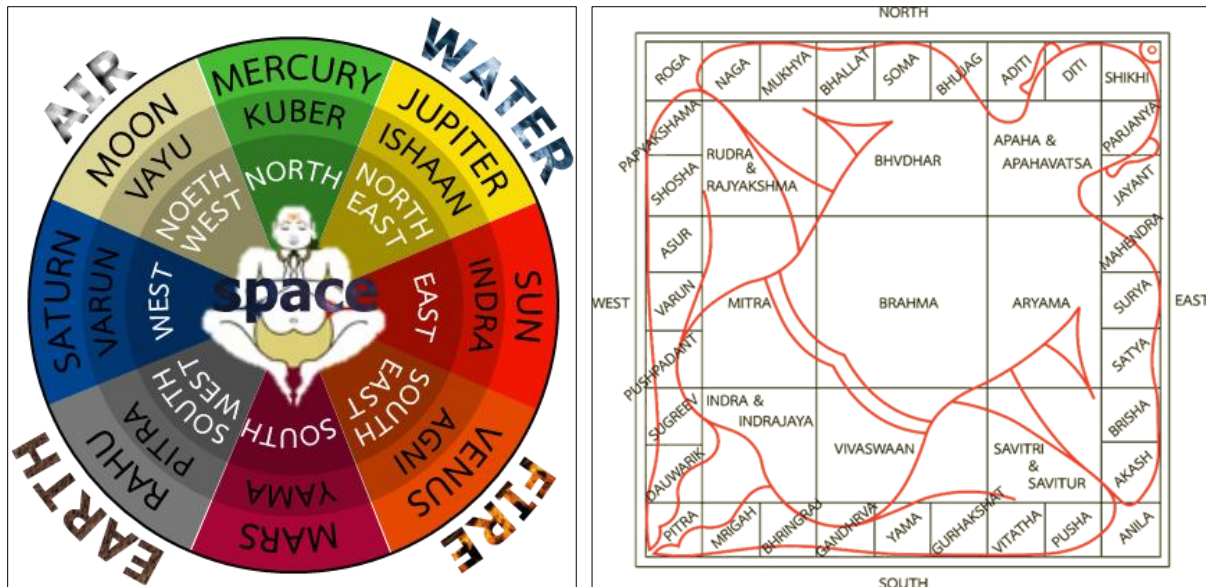 AIR
WATER
EARTH
FIRE
MERCURY
KUBER
NORTH
JUPITER
ISHAAN
NORTH
EAST
SUN
INDRA
EAST
VENUS
AGNI
SOUTH
EAST
MARS
YAMA
SOUTH
RAHU
PITRA
SOUTH
WEST
SATURN
VARUN
WEST
MOON
VAYU
NOETH
WEST
space
NORTH
ROGA NAGA MUKHYA BHALLAT SOMA BHUJAG ADITI DITI SHIKHI
PAPYAKSHAMA
RUDRA
&
RAJYAKSHMA
BHVDHAR
APAHA &
APAHAVATSA
PARJANYA
SHOSHA
JAYANT
ASUR
MAHENDRA
WEST
VARUN
MITRA
BRAHMA
ARYAMA
SURYA
EAST
PUSHPADANT
SATYA
SUGREEV
INDRA &
INDRAJAYA
VIVASWAAN
SAVITRI
&
SAVITUR
BRISHA
DAUWARIK
AKASH
PITRA MRIGAH BHRINGRAJ GANDHRVA YAMA GURHAKSHAT VITATHA PUSHA ANILA
SOUTH